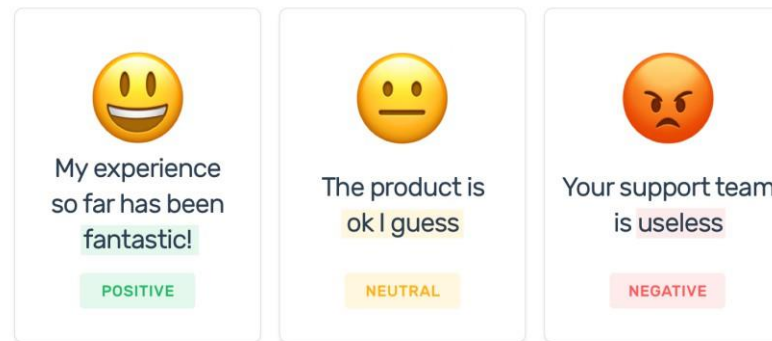 My experience
so far has been
fantastic!
POSITIVE
The product is
ok I guess
NEUTRAL
Your support team
is useless
NEGATIVE